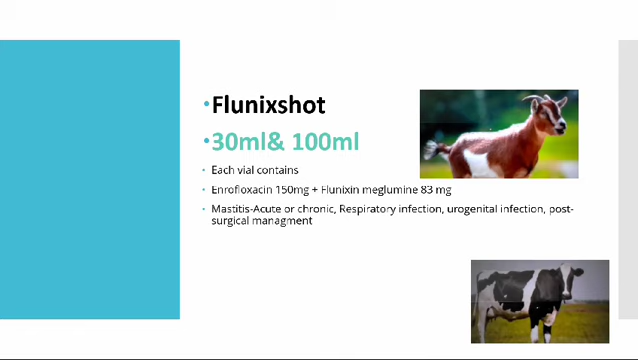 •Flunixshot
•30ml& 100ml
• Each vial contains
• Enrofloxacin 150mg + Flunixin meglumine 83 mg
• Mastitis-Acute or chronic, Respiratory infection, urogenital infection, post-
surgical managment